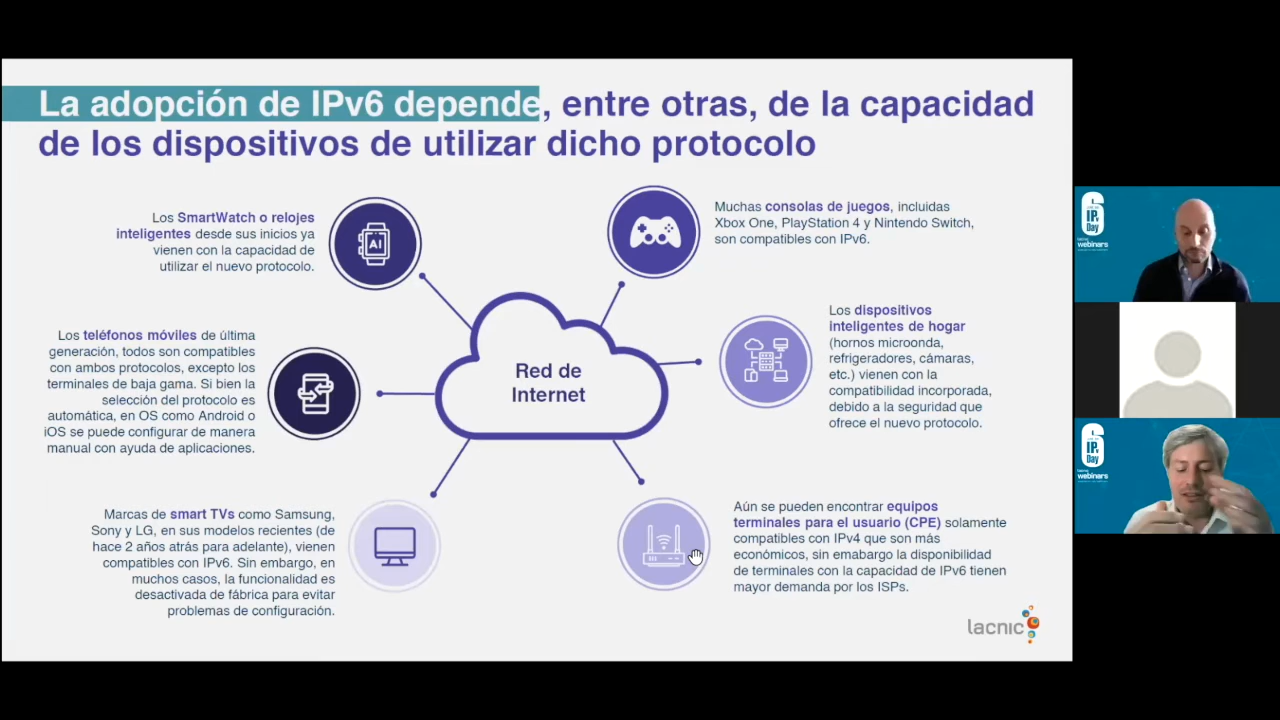 La adopción de IPv6 depende, entre otras, de la capacidad
de los dispositivos de utilizar dicho protocolo
Los SmartWatch o relojes
inteligentes desde sus inicios ya
vienen con la capacidad de
utilizar el nuevo protocolo.
AI
Muchas consolas de juegos, incluidas
Xbox One, PlayStation 4 y Nintendo Switch,
son compatibles con IPv6.
Los teléfonos móviles de última
generación, todos son compatibles
con ambos protocolos, excepto los
terminales de baja gama. Si bien la
selección del protocolo es
automática, en OS como Android o
iOS se puede configurar de manera
manual con ayuda de aplicaciones.
Red de
Internet
Los dispositivos
inteligentes de hogar
(hornos microonda,
refrigeradores, cámaras,
etc.) vienen con la
compatibilidad incorporada,
debido a la seguridad que
ofrece el nuevo protocolo.
Marcas de smart TVs como Samsung,
Sony y LG, en sus modelos recientes (de
hace 2 años atrás para adelante), vienen
compatibles con IPv6. Sin embargo, en
muchos casos, la funcionalidad es
desactivada de fábrica para evitar
problemas de configuración.
Aún se pueden encontrar equipos
terminales para el usuario (CPE) solamente
compatibles con IPv4 que son más
económicos, sin emabargo la disponibilidad
de terminales con la capacidad de IPv6 tienen
mayor demanda por los ISPs.
lacnic
6
IPv
Day
webinars
6
IPv
Day
webinars